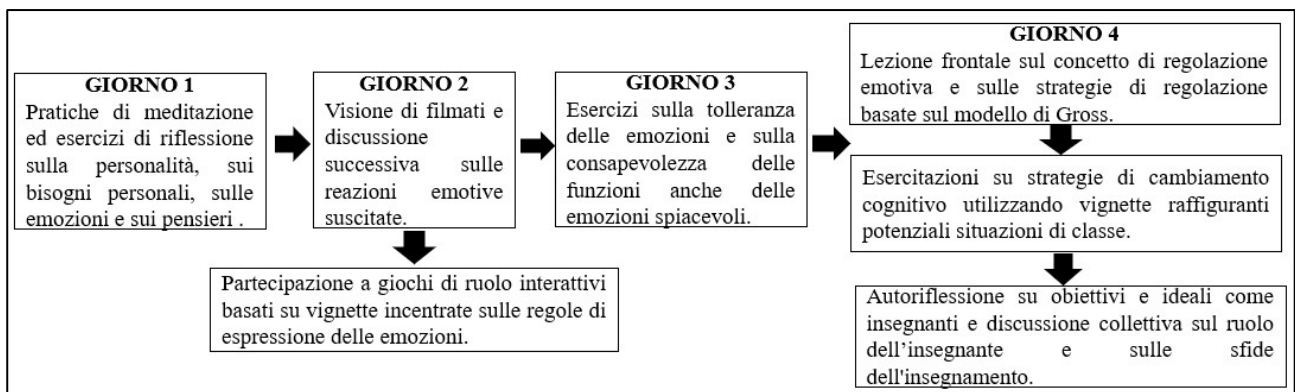 GIORNO 1
Pratiche di meditazione
ed esercizi di riflessione
sulla personalità, sui
bisogni personali, sulle
emozioni e sui pensieri .
GIORNO 2
Visione di filmati e
discussione
successiva sulle
reazioni emotive
suscitate.
Partecipazione a giochi di ruolo interattivi
basati su vignette incentrate sulle regole di
espressione delle emozioni.
GIORNO 3
Esercizi sulla tolleranza
delle emozioni e sulla
consapevolezza delle
funzioni anche delle
emozioni spiacevoli.
GIORNO 4
Lezione frontale sul concetto di regolazione
emotiva e sulle strategie di regolazione
basate sul modello di Gross.
Esercitazioni su strategie di cambiamento
cognitivo utilizzando vignette raffiguranti
potenziali situazioni di classe.
Autoriflessione su obiettivi e ideali come
insegnanti e discussione collettiva sul ruolo
dell’insegnante e sulle sfide
dell'insegnamento.